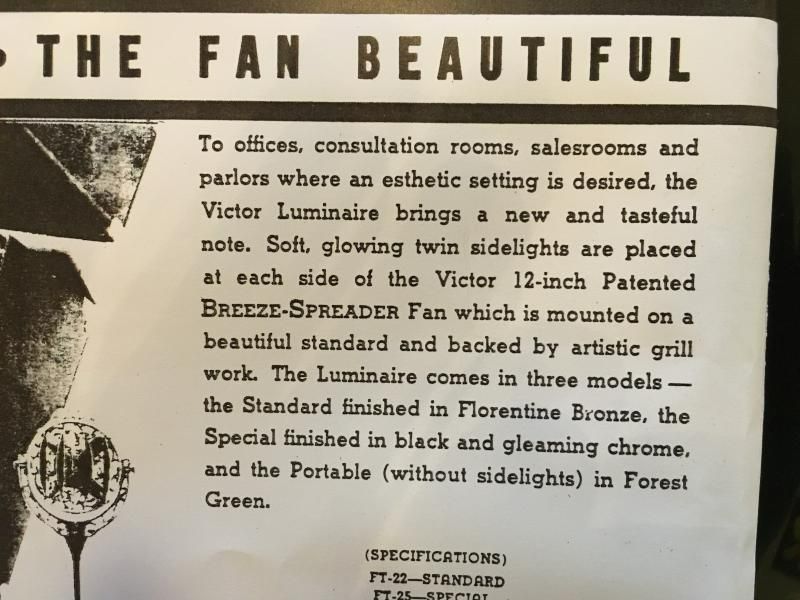 THE FAN BEAUTIFUL
To offices, consultation rooms, salesrooms and
parlors where an esthetic setting is desired, the
Victor Luminaire brings a new and tasteful
note. Soft, glowing twin sidelights are placed
at each side of the Victor 12-inch Patented
BREEZE-SPREADER Fan which is mounted on a
beautiful standard and backed by artistic grill
work. The Luminaire comes in three models —
the Standard finished in Florentine Bronze, the
Special finished in black and gleaming chrome,
and the Portable (without sidelights) in Forest
Green.
(SPECIFICATIONS)
FT-22—STANDARD
FT-25—SPECIAL